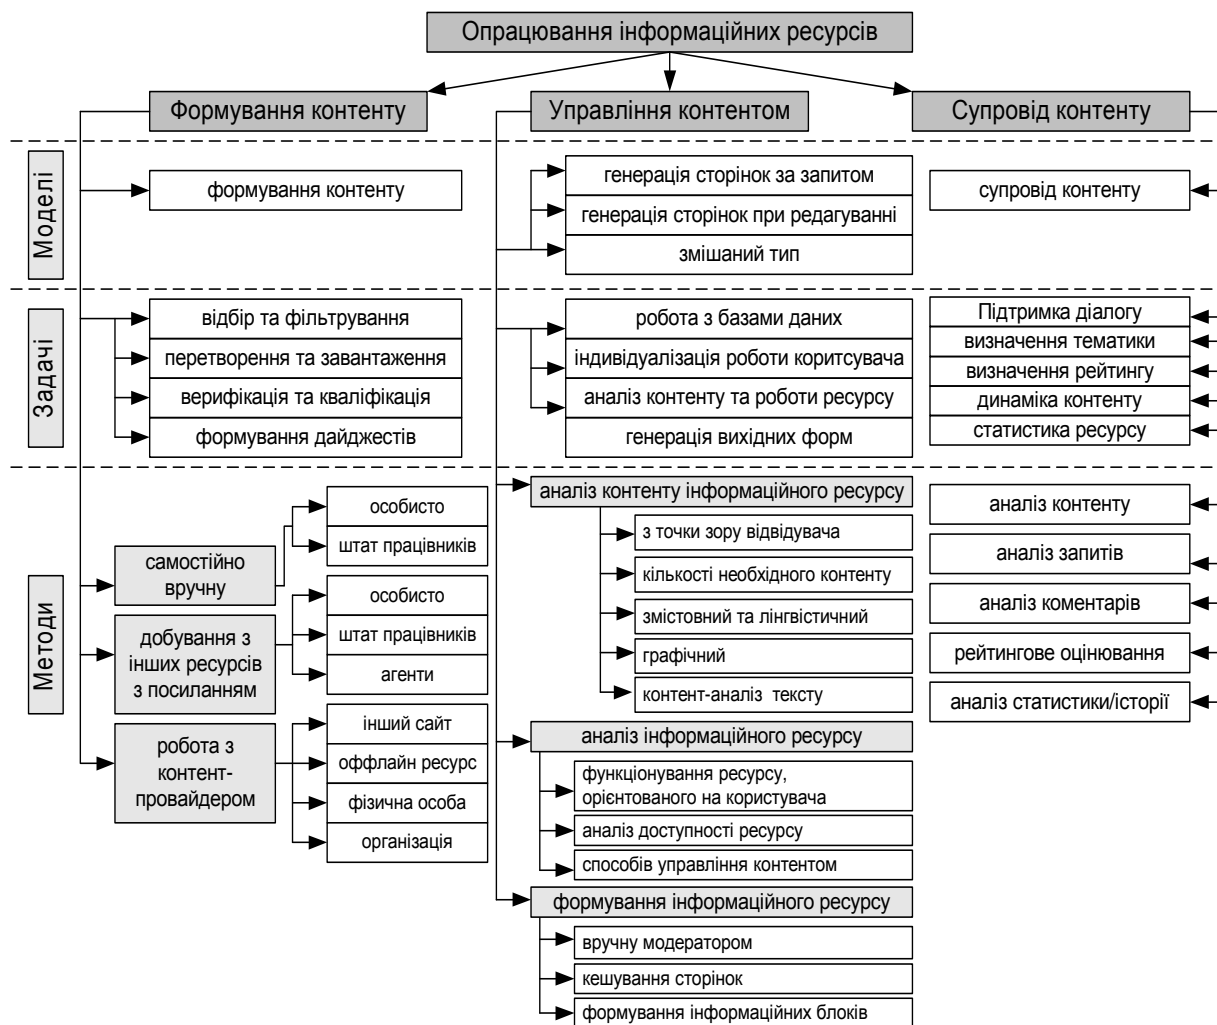 Опрацювання інформаційних ресурсів
Формування контенту
Управління контентом
Супровід контенту
Моделі
формування контенту
генерація сторінок за запитом
генерація сторінок при редагуванні
змішаний тип
супровід контенту
Задачі
відбір та фільтрування
перетворення та завантаження
верифікація та кваліфікація
формування дайджестів
робота з базами даних
індивідуалізація роботи коритсувача
аналіз контенту та роботи ресурсу
генерація вихідних форм
Підтримка діалогу
визначення тематики
визначення рейтингу
динаміка контенту
статистика ресурсу
Методи
самостійно
вручну
особисто
штат працівників
добування з
інших ресурсів
з посиланням
особисто
штат працівників
агенти
робота з
контент-
провайдером
інший сайт
оффлайн ресурс
фізична особа
організація
аналіз контенту інформаційного ресурсу
з точки зору відвідувача
кількості необхідного контенту
змістовний та лінгвістичний
графічний
контент-аналіз тексту
аналіз інформаційного ресурсу
функціонування ресурсу,
орієнтованого на користувача
аналіз доступності ресурсу
способів управління контентом
формування інформаційного ресурсу
вручну модератором
кешування сторінок
формування інформаційних блоків
аналіз контенту
аналіз запитів
аналіз коментарів
рейтингове оцінювання
аналіз статистики/історії